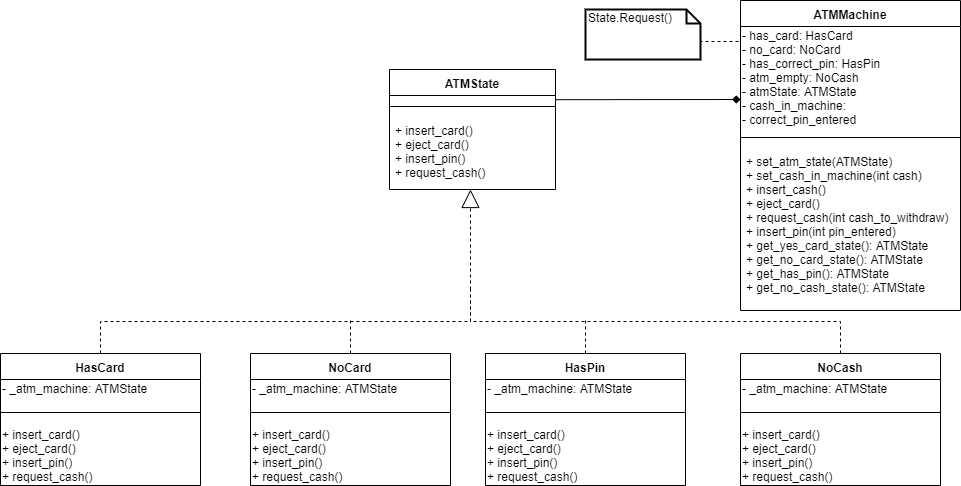 State.Request()
ATMMachine
- has_card: HasCard
- no_card: NoCard
- has_correct_pin: HasPin
- atm_empty: NoCash
- atmState: ATMState
- cash_in_machine:
- correct_pin_entered
+ set_atm_state(ATMState)
+ set_cash_in_machine(int cash)
+ insert_cash()
+ eject_card()
+ request_cash(int cash_to_withdraw)
+ insert_pin(int pin_entered)
+ get_yes_card_state(): ATMState
+ get_no_card_state(): ATMState
+ get_has_pin(): ATMState
+ get_no_cash_state(): ATMState
ATMState
+ insert_card()
+ eject_card()
+ insert_pin()
+ request_cash()
HasCard
- _atm_machine: ATMState
+ insert_card()
+ eject_card()
+ insert_pin()
+ request_cash()
NoCard
- _atm_machine: ATMState
+ insert_card()
+ eject_card()
+ insert_pin()
+ request_cash()
HasPin
- _atm_machine: ATMState
+ insert_card()
+ eject_card()
+ insert_pin()
+ request_cash()
NoCash
- _atm_machine: ATMState
+ insert_card()
+ eject_card()
+ insert_pin()
+ request_cash()